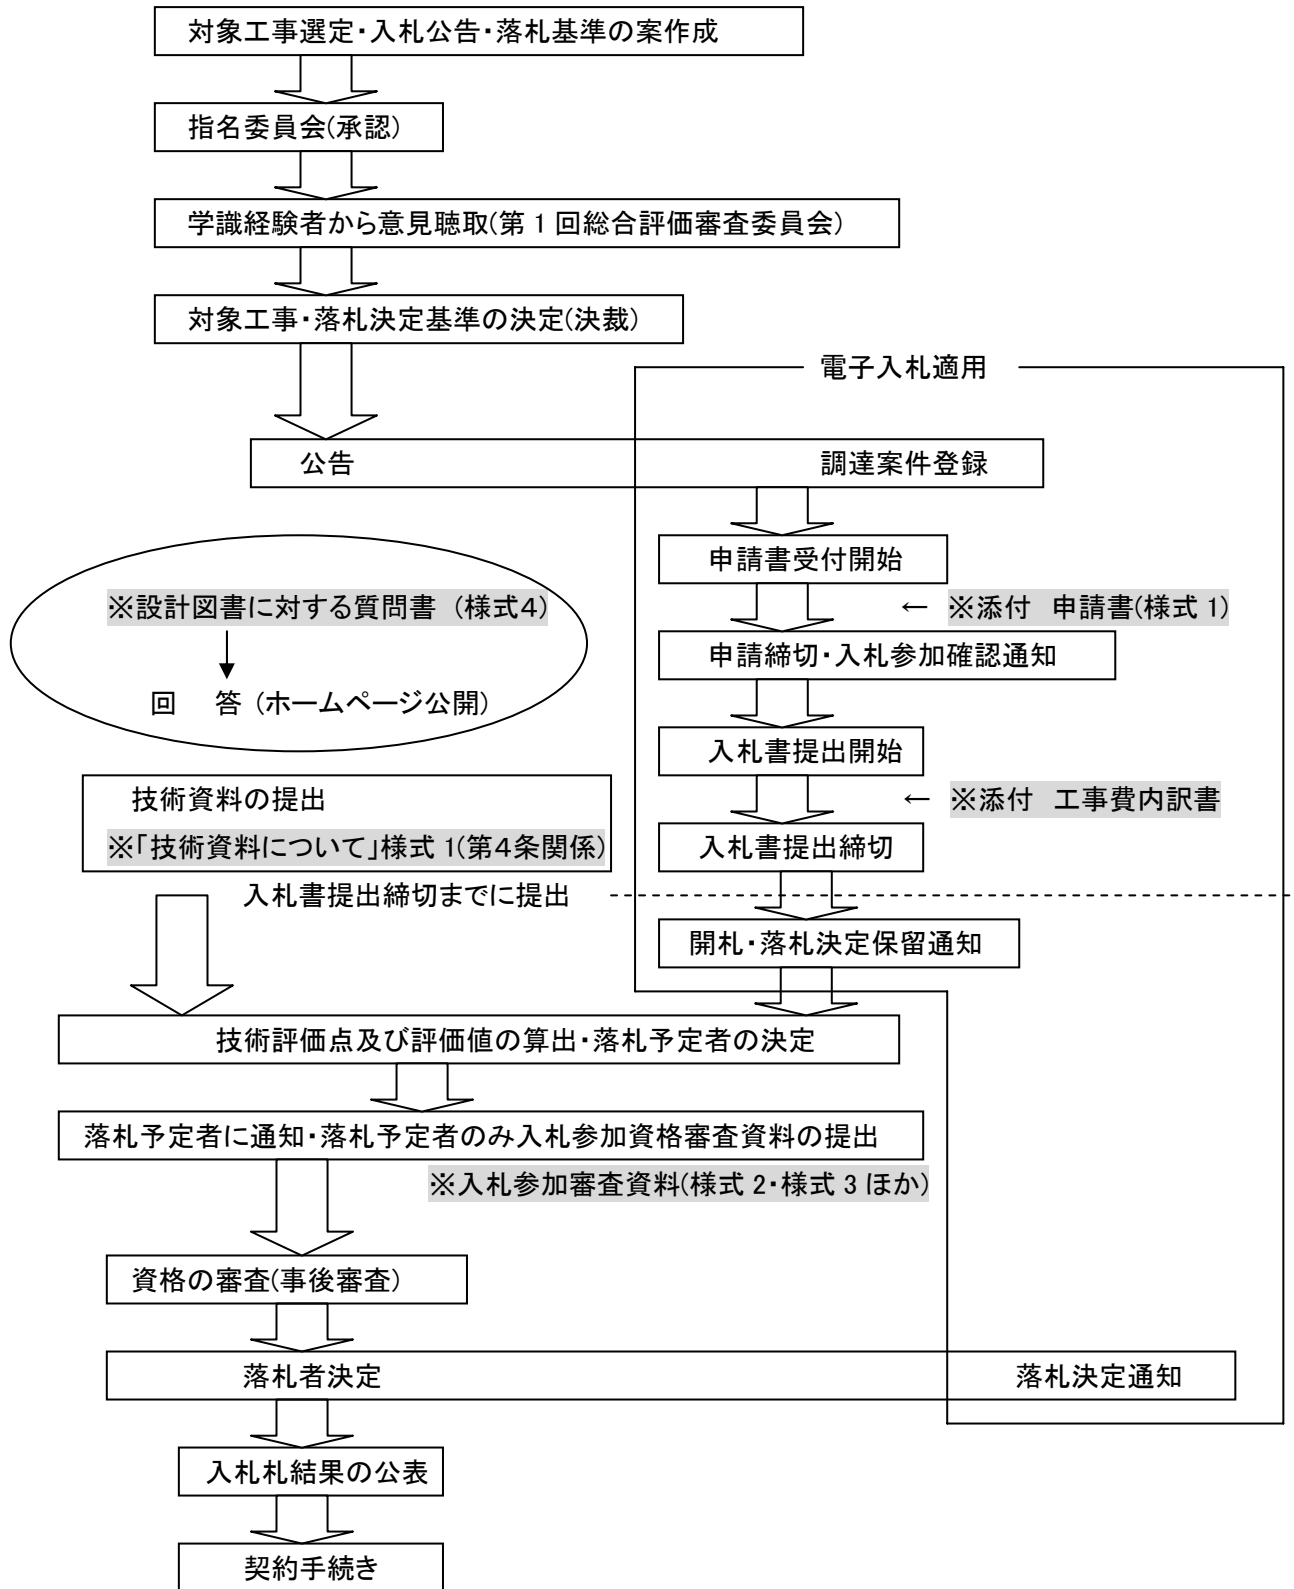 対象工事選定・入札公告・落札基準の案作成
指名委員会(承認)
学識経験者から意見聴取(第1回総合評価審査委員会)
対象工事・落札決定基準の決定(決裁)
電子入札適用
公告 調達案件登録
申請書受付開始
※設計図書に対する質問書 (様式4)
← ※添付 申請書(様式1)
申請締切・入札参加確認通知
回 答 (ホームページ公開)
入札書提出開始
技術資料の提出
← ※添付 工事費内訳書
※「技術資料について」様式1(第4条関係)
入札書提出締切
入札書提出締切までに提出
開札・落札決定保留通知
技術評価点及び評価値の算出・落札予定者の決定
落札予定者に通知・落札予定者のみ入札参加資格審査資料の提出
※入札参加審査資料(様式2・様式3ほか)
資格の審査(事後審査)
落札者決定 落札決定通知
入札札結果の公表
契約手続き